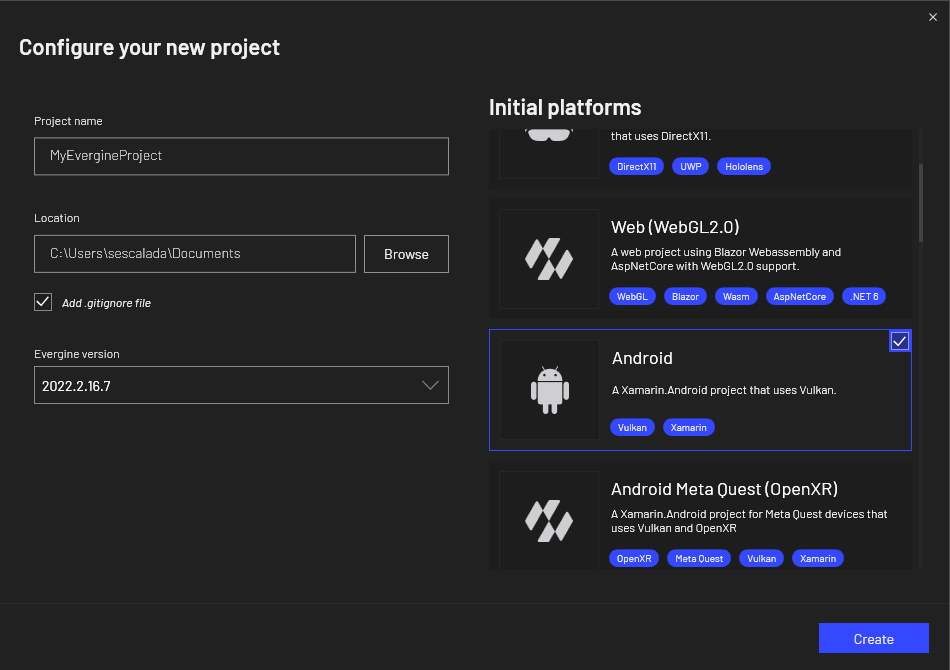 Configure your new project
Project name
MyEvergineProject
Location
C:\Users\sescalada\Documents
Browse
Add .gitignore file
Evergine version
2022.2.16.7
Initial platforms
that uses DirectX11.
DirectX11 UWP Hololens
Web (WebGL2.0)
A web project using Blazor Webassembly and
AspNetCore with WebGL2.0 support.
WebGL Blazor Wasm AspNetCore .NET 6
Android
A Xamarin.Android project that uses Vulkan.
Vulkan Xamarin
Android Meta Quest (OpenXR)
A Xamarin.Android project for Meta Quest devices that
uses Vulkan and OpenXR
OpenXR Meta Quest Vulkan Xamarin
Create